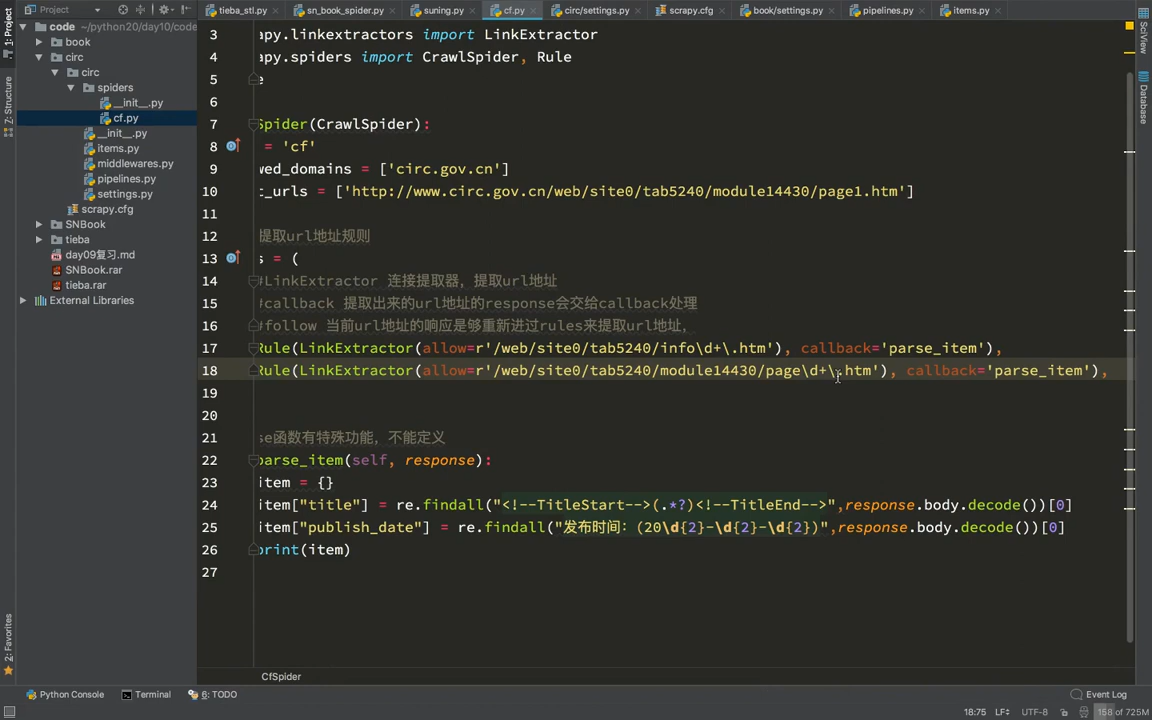 Project
tieba_stl.py
sn_book_spider.py
suning.py
cf.py
circ/settings.py
scrapy.cfg
book/settings.py
pipelines.py
items.py
1: Project
Z: Structure
2: Favorites
SciView
Database
code ~/python20/day10/code
book
circ
circ
spiders
__init__.py
cf.py
__init__.py
items.py
middlewares.py
pipelines.py
settings.py
scrapy.cfg
SNBook
tieba
day09复习.md
SNBook.rar
tieba.rar
External Libraries
3 apy.linkextractors import LinkExtractor
4 apy.spiders import CrawlSpider, Rule
5 e
6
7 Spider(CrawlSpider):
8 = 'cf'
9 wed_domains = ['circ.gov.cn']
10 t_urls = ['http://www.circ.gov.cn/web/site0/tab5240/module14430/page1.htm']
11
12 提取url地址规则
13 s = (
14 #LinkExtractor 连接提取器，提取url地址
15 #callback 提取出来的url地址的response会交给callback处理
16 #follow 当前url地址的响应是够重新进过rules来提取url地址,
17 Rule(LinkExtractor(allow=r'/web/site0/tab5240/info\d+\.htm'), callback='parse_item'),
18 Rule(LinkExtractor(allow=r'/web/site0/tab5240/module14430/page\d+\.htm'), callback='parse_item'),
19
20
21 se函数有特殊功能，不能定义
22 parse_item(self, response):
23 item = {}
24 item["title"] = re.findall("<!--TitleStart-->(.*?)<!--TitleEnd-->",response.body.decode())[0]
25 item["publish_date"] = re.findall("发布时间：(20\d{2}-\d{2}-\d{2})",response.body.decode())[0]
26 print(item)
27
CfSpider
Python Console
Terminal
6: TODO
Event Log
18:75
LF
UTF-8
158 of 725M